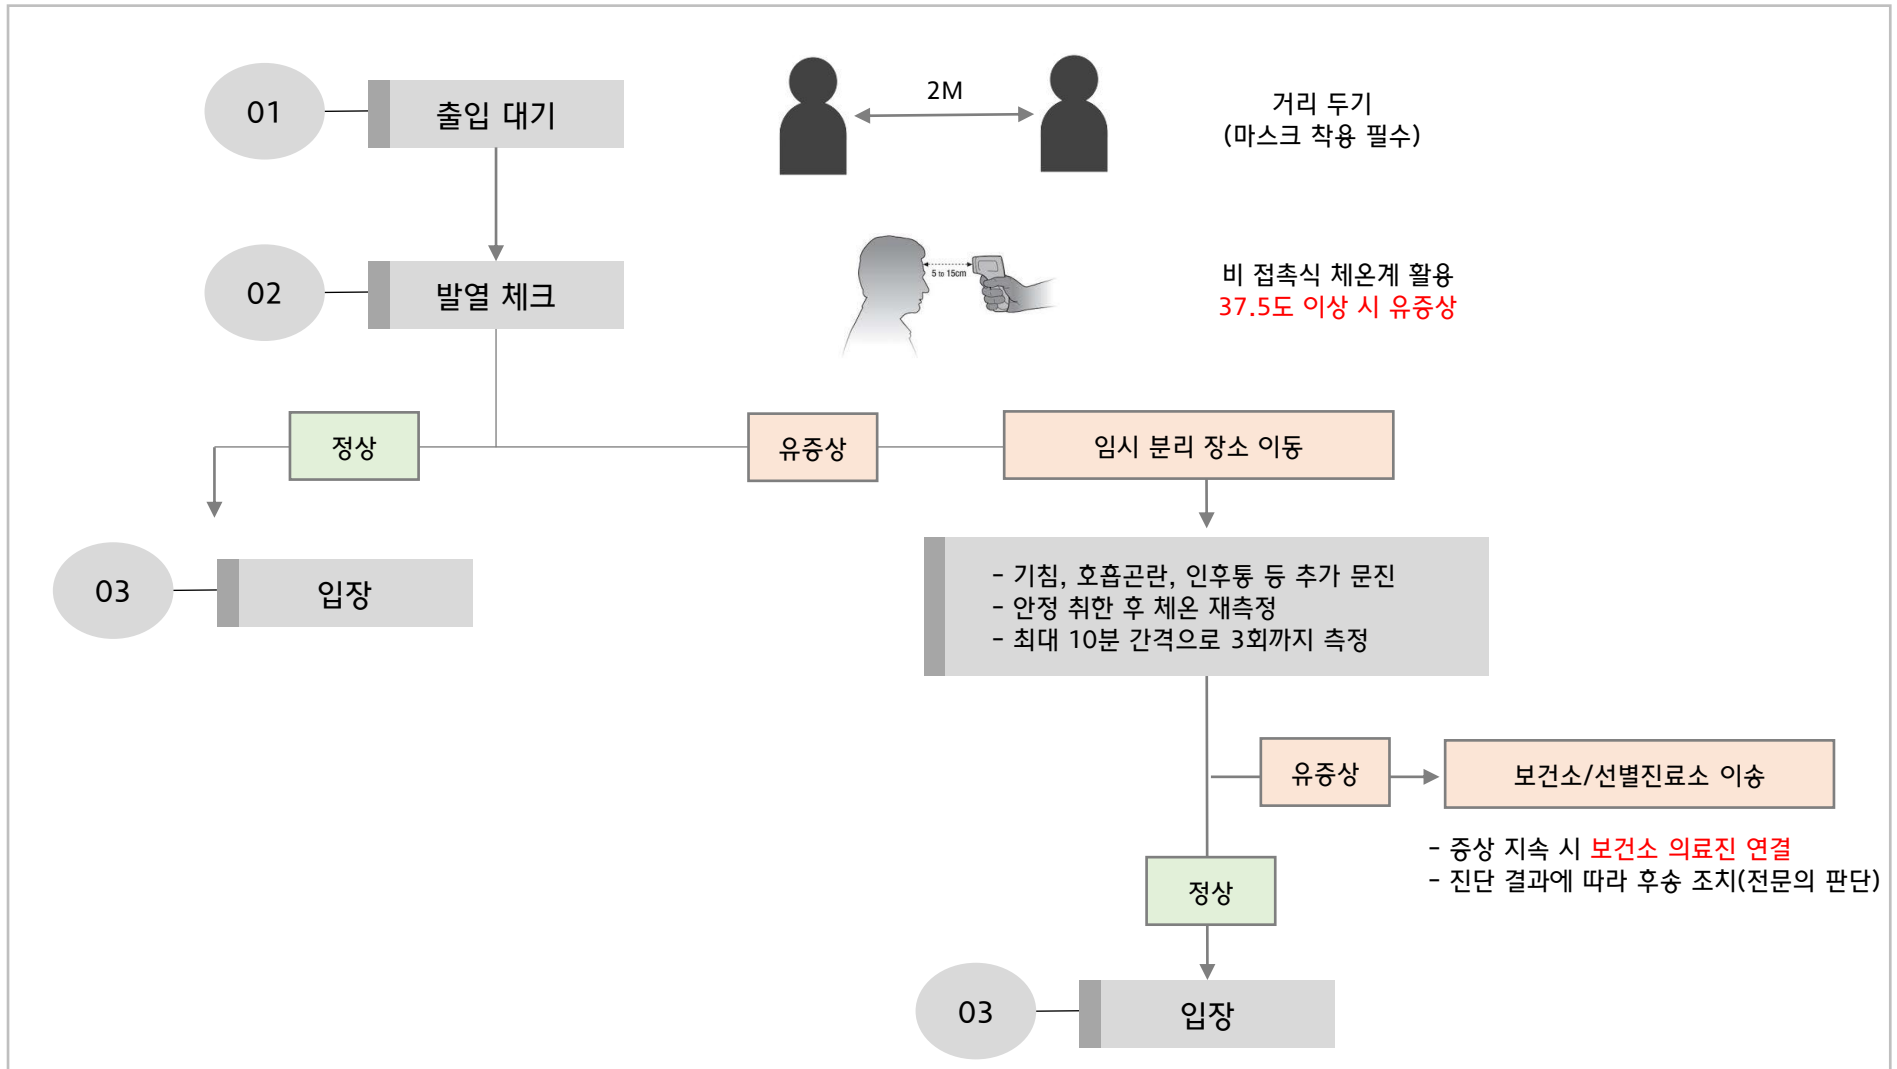 01
출입 대기
2M
거리 두기
(마스크 착용 필수)
02
발열 체크
5 to 15cm
비 접촉식 체온계 활용
37.5도 이상 시 유증상
정상
유증상
임시 분리 장소 이동
03
입장
- 기침, 호흡곤란, 인후통 등 추가 문진
- 안정 취한 후 체온 재측정
- 최대 10분 간격으로 3회까지 측정
유증상
보건소/선별진료소 이송
- 증상 지속 시 보건소 의료진 연결
- 진단 결과에 따라 후송 조치(전문의 판단)
정상
03
입장